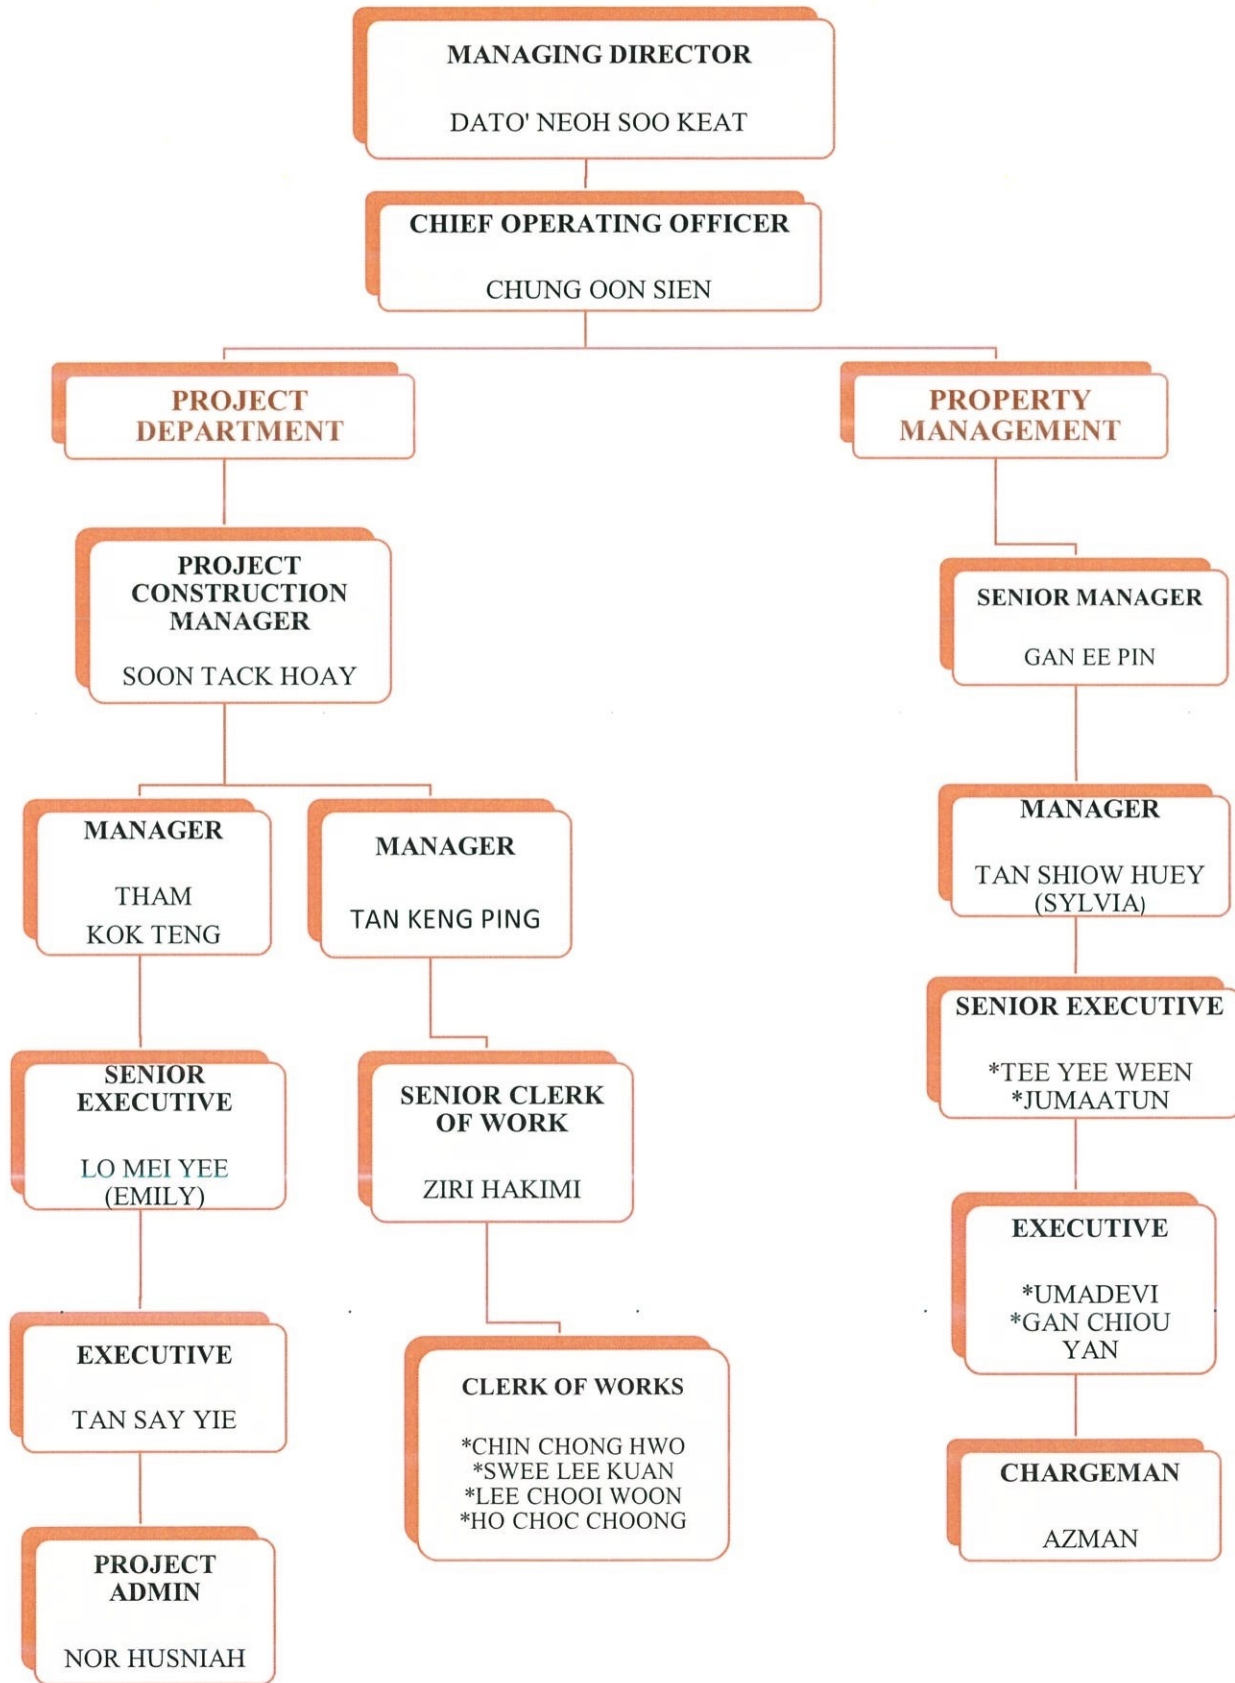 MANAGING DIRECTOR
DATO' NEOH SOO KEAT
CHIEF OPERATING OFFICER
CHUNG OON SIEN
PROJECT
DEPARTMENT
PROJECT
CONSTRUCTION
MANAGER
SOON TACK HOAY
MANAGER
THAM
KOK TENG
SENIOR
EXECUTIVE
LO MEI YEE
(EMILY)
EXECUTIVE
TAN SAY YIE
PROJECT
ADMIN
NOR HUSNIAH
MANAGER
TAN KENG PING
SENIOR CLERK
OF WORK
ZIRI HAKIMI
CLERK OF WORKS
*CHIN CHONG HWO
*SWEE LEE KUAN
*LEE CHOOI WOON
*HO CHOC CHOONG
PROPERTY
MANAGEMENT
SENIOR MANAGER
GAN EE PIN
MANAGER
TAN SHIOW HUEY
(SYLVIA)
SENIOR EXECUTIVE
*TEE YEE WEEN
*JUMAATUN
EXECUTIVE
*UMADEVI
*GAN CHIOU
YAN
CHARGEMAN
AZMAN